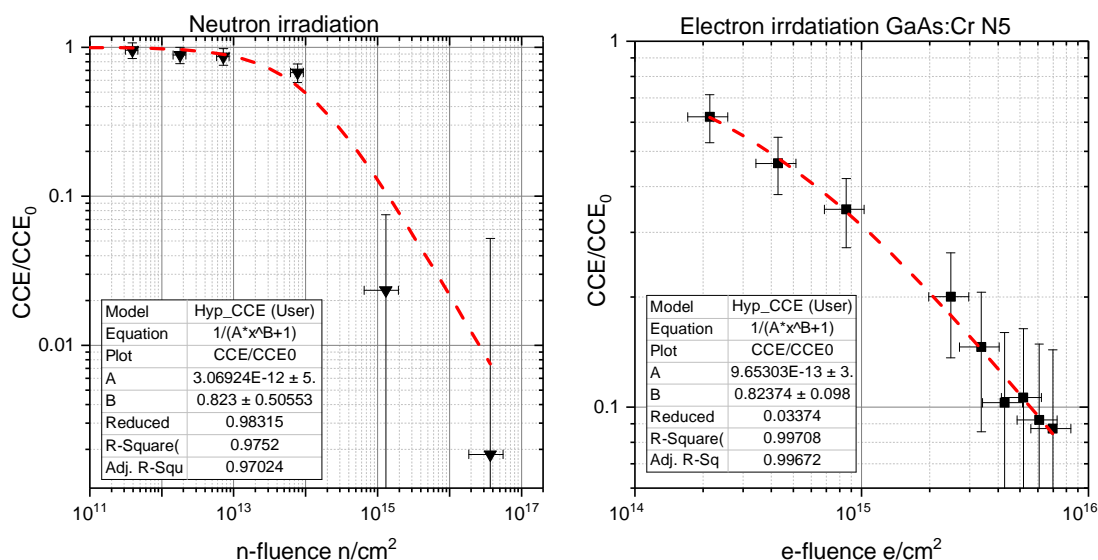 Neutron irradiation
1
0.1
0.01
CCE/CCE0
Model Hyp_CCE (User)
Equation 1/(A*x^B+1)
Plot CCE/CCE0
A 3.06924E-12 ± 5.
B 0.823 ± 0.50553
Reduced 0.98315
R-Square( 0.9752
Adj. R-Squ 0.97024
10^11 10^13 10^15 10^17
n-fluence n/cm^2
Electron irrdatiation GaAs:Cr N5
1
0.1
CCE/CCE0
Model Hyp_CCE (User)
Equation 1/(A*x^B+1)
Plot CCE/CCE0
A 9.65303E-13 ± 3.
B 0.82374 ± 0.098
Reduced 0.03374
R-Square( 0.99708
Adj. R-Sq 0.99672
10^14 10^15 10^16
e-fluence e/cm^2